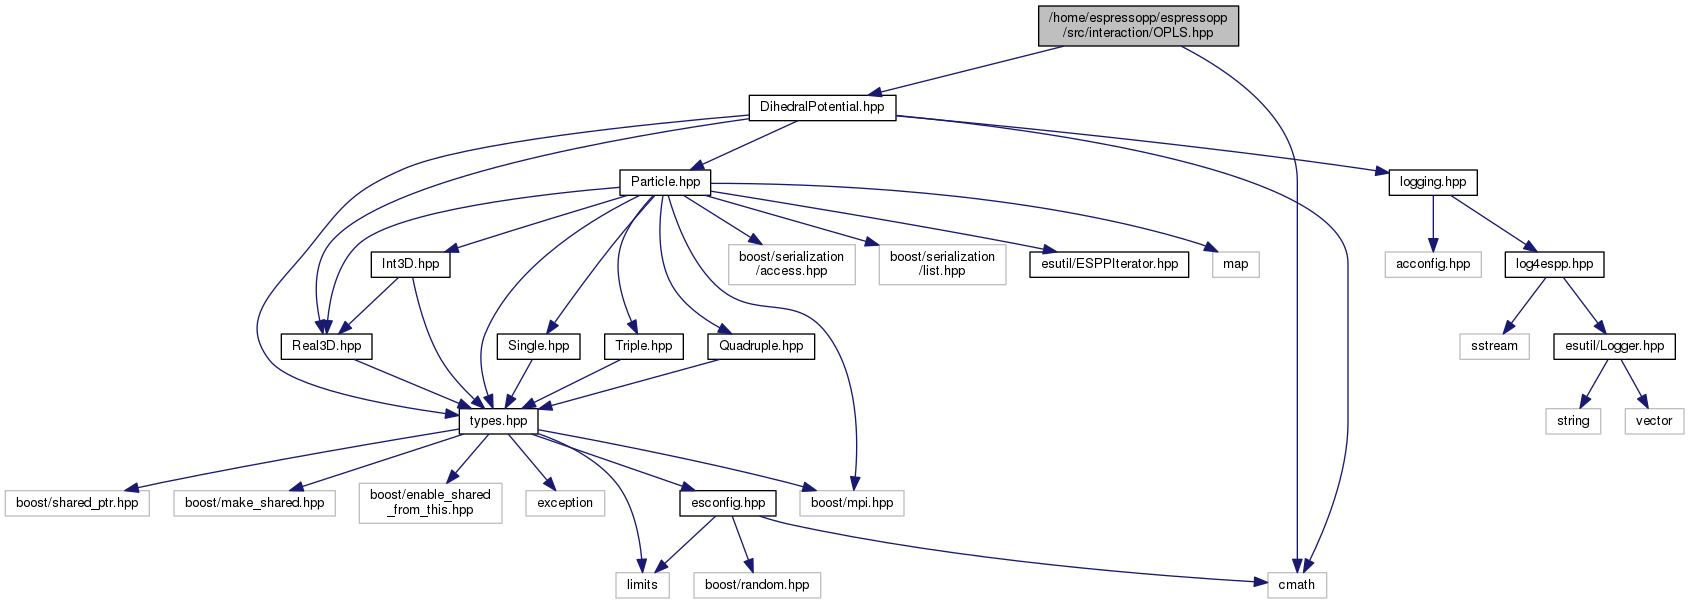 /home/espressopp/espressopp
/src/interaction/OPLS.hpp
DihedralPotential.hpp
Particle.hpp
logging.hpp
Int3D.hpp
boost/serialization
/access.hpp
boost/serialization
/list.hpp
esutil/ESPPIterator.hpp
map
acconfig.hpp
log4espp.hpp
Real3D.hpp
Single.hpp
Triple.hpp
Quadruple.hpp
sstream
esutil/Logger.hpp
types.hpp
string
vector
boost/shared_ptr.hpp
boost/make_shared.hpp
boost/enable_shared
_from_this.hpp
exception
esconfig.hpp
boost/mpi.hpp
limits
boost/random.hpp
cmath